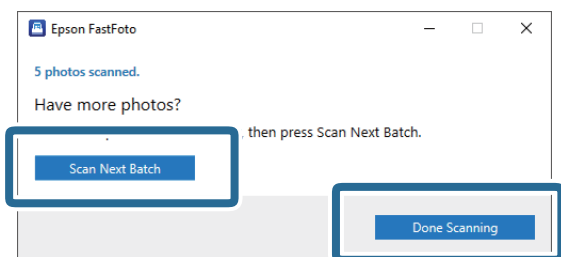 Epson FastFoto
5 photos scanned.
Have more photos?
, then press Scan Next Batch.
Scan Next Batch
Done Scanning